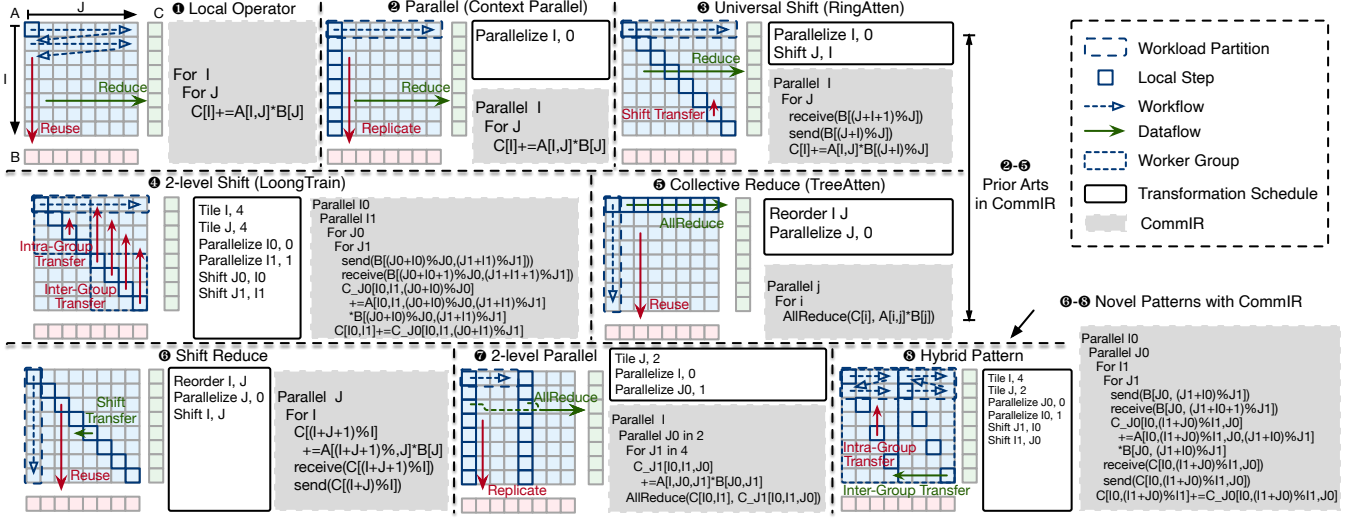 ❶ Local Operator
A
J
C
I
B
Reduce
Reuse
For I
For J
C[I]+=A[I,J]*B[J]
❷ Parallel (Context Parallel)
Reduce
Replicate
Parallelize I, 0
Parallel I
For J
C[I]+=A[I,J]*B[J]
❸ Universal Shift (RingAtten)
Reduce
Shift Transfer
Parallelize I, 0
Shift J, I
Parallel I
For J
receive(B[(J+I+1)%J)
send(B[(J+I)%J)
C[I]+=A[I,J]*B[(J+I)%J
❷-❺
Prior Arts
in CommIR
Workload Partition
Local Step
Workflow
Dataflow
Worker Group
Transformation Schedule
CommIR
❹ 2-level Shift (LoongTrain)
Intra-Group
Transfer
Inter-Group
Transfer
Tile I, 4
Tile J, 4
Parallelize I0, 0
Parallelize I1, 1
Shift J0, I0
Shift J1, I1
Parallel I0
Parallel I1
For J0
For J1
send(B[(J0+I0)%J0,(J1+I1)%J1]))
receive(B[(J0+I0+1)%J0,(J1+I1+1)%J1])
C_J0[I0,I1,(J0+I0)%J0]
+=A[I0,I1,(J0+I0)%J0,(J1+I1)%J1]
*B[(J0+I0)%J0,(J1+I1)%J1]
C[I0,I1]+=C_J0[I0,I1,(J0+I1)%J1]
❺ Collective Reduce (TreeAtten)
AllReduce
Reuse
Reorder I J
Parallelize J, 0
Parallel j
For i
AllReduce(C[i], A[i,j]*B[j])
❻-❽ Novel Patterns with CommIR
❻ Shift Reduce
Shift
Transfer
Reuse
Reorder I, J
Parallelize J, 0
Shift I, J
Parallel J
For I
C[(I+J+1)%I]
+=A[(I+J+1)%,J]*B[J]
receive(C[(I+J+1)%I])
send(C[(I+J)%I])
❼ 2-level Parallel
AllReduce
Replicate
Tile J, 2
Parallelize I, 0
Parallelize J0, 1
Parallel I
Parallel J0 in 2
For J1 in 4
C_J1[I0,I1,J0]
+=A[I,J0,J1]*B[J0,J1]
AllReduce(C[I0,I1], C_J1[I0,I1,J0])
❽ Hybrid Pattern
Intra-Group
Transfer
Inter-Group Transfer
Tile I, 4
Tile J, 2
Parallelize J0, 0
Parallelize I0, 1
Shift J1, I0
Shift I1, J0
Parallel I0
Parallel J0
For I1
For J1
send(B[J0, (J1+I0)%J1])
receive(B[J0, (J1+I0+1)%J1])
C_J0[I0,(I1+J0)%I1,J0]
+=A[I0,(I1+J0)%I1,J0,(J1+I0)%J1]
*B[J0, (J1+I0)%J1]
receive(C[I0,(I1+J0)%I1,J0])
send(C[I0,(I1+J0)%I1,J0])
C[I0,(I1+J0)%I1]+=C_J0[I0,(I1+J0)%I1,J0]